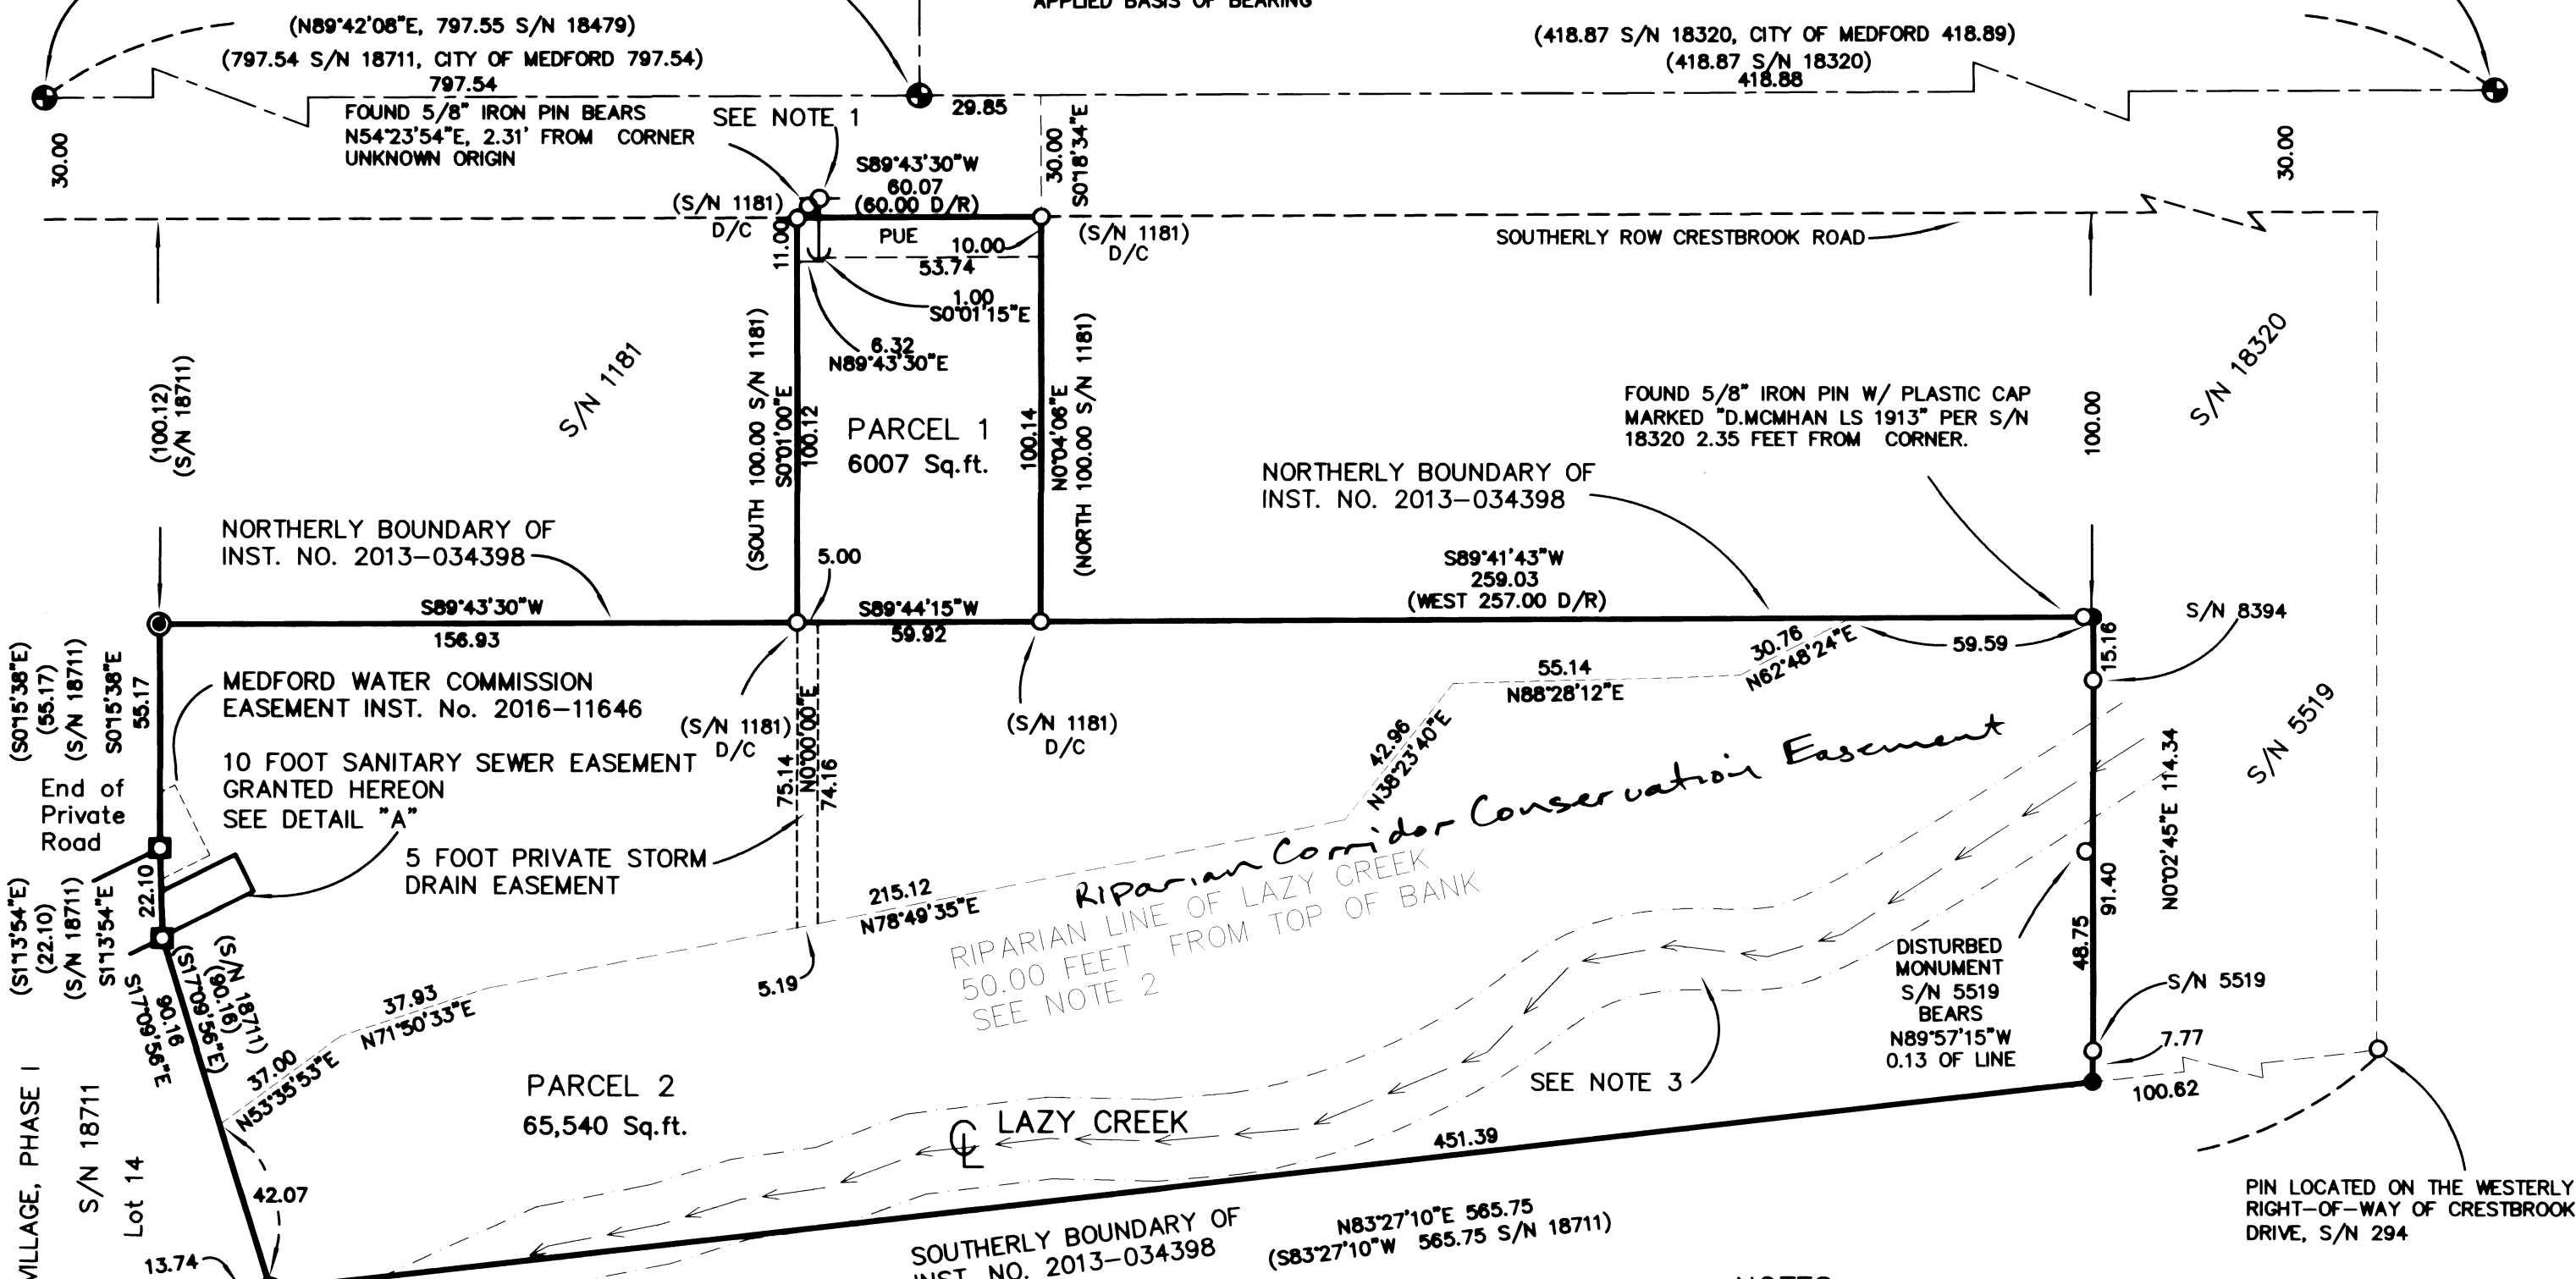 APPLIED BASIS OF BEARING
(N89°42'08"E, 797.55 S/N 18479)
(797.54 S/N 18711, CITY OF MEDFORD 797.54)
797.54
(418.87 S/N 18320, CITY OF MEDFORD 418.89)
(418.87 S/N 18320)
418.88
29.85
30.00
FOUND 5/8" IRON PIN BEARS
N54°23'54"E, 2.31' FROM CORNER
UNKNOWN ORIGIN
SEE NOTE 1
S89°43'30"W
60.07
(60.00 D/R)
30.00
S0°18'34"E
30.00
(S/N 1181)
D/C
11.00
PUE
10.00
53.74
(S/N 1181)
D/C
SOUTHERLY ROW CRESTBROOK ROAD
1.00
S0°01'15"E
6.32
N89°43'30"E
(100.12)
(S/N 18711)
S/N 1181
(SOUTH 100.00 S/N 1181)
S0°01'00"E
100.12
PARCEL 1
6007 Sq.ft.
100.14
N0°04'06"E
(NORTH 100.00 S/N 1181)
FOUND 5/8" IRON PIN W/ PLASTIC CAP
MARKED "D.MCMHAN LS 1913" PER S/N
18320 2.35 FEET FROM CORNER.
100.00
S/N 18320
NORTHERLY BOUNDARY OF
INST. NO. 2013-034398
NORTHERLY BOUNDARY OF
INST. NO. 2013-034398
5.00
S89°43'30"W
156.93
S89°44'15"W
59.92
S89°41'43"W
259.03
(WEST 257.00 D/R)
S/N 8394
15.16
59.59
30.76
N62°48'24"E
55.14
N88°28'12"E
42.96
N38°23'40"E
(S0°15'38"E)
(55.17)
(S/N 18711)
S0°15'38"E
55.17
MEDFORD WATER COMMISSION
EASEMENT INST. No. 2016-11646
(S/N 1181)
D/C
75.14
N0°00'00"E
74.16
(S/N 1181)
D/C
10 FOOT SANITARY SEWER EASEMENT
GRANTED HEREON
SEE DETAIL "A"
End of
Private
Road
5 FOOT PRIVATE STORM
DRAIN EASEMENT
Riparian Corridor Conservation Easement
S/N 5519
N0°02'45"E 114.34
91.40
48.75
(S1°13'54"E)
(22.10)
(S/N 18711)
S1°13'54"E
22.10
215.12
N78°49'35"E
RIPARIAN LINE OF LAZY CREEK
50.00 FEET FROM TOP OF BANK
SEE NOTE 2
5.19
DISTURBED
MONUMENT
S/N 5519
BEARS
N89°57'15"W
0.13 OF LINE
S/N 5519
7.77
100.62
(S/N 18711)
(90.16)
(S17°09'56"E)
90.16
S17°09'56"E
37.93
N71°50'33"E
37.00
N53°35'53"E
PARCEL 2
65,540 Sq.ft.
SEE NOTE 3
CL LAZY CREEK
451.39
VILLAGE, PHASE I
S/N 18711
Lot 14
42.07
13.74
SOUTHERLY BOUNDARY OF
INST. NO. 2013-034398
N83°27'10"E 565.75
(S83°27'10"W 565.75 S/N 18711)
PIN LOCATED ON THE WESTERLY
RIGHT-OF-WAY OF CRESTBROOK
DRIVE, S/N 294
NOTES